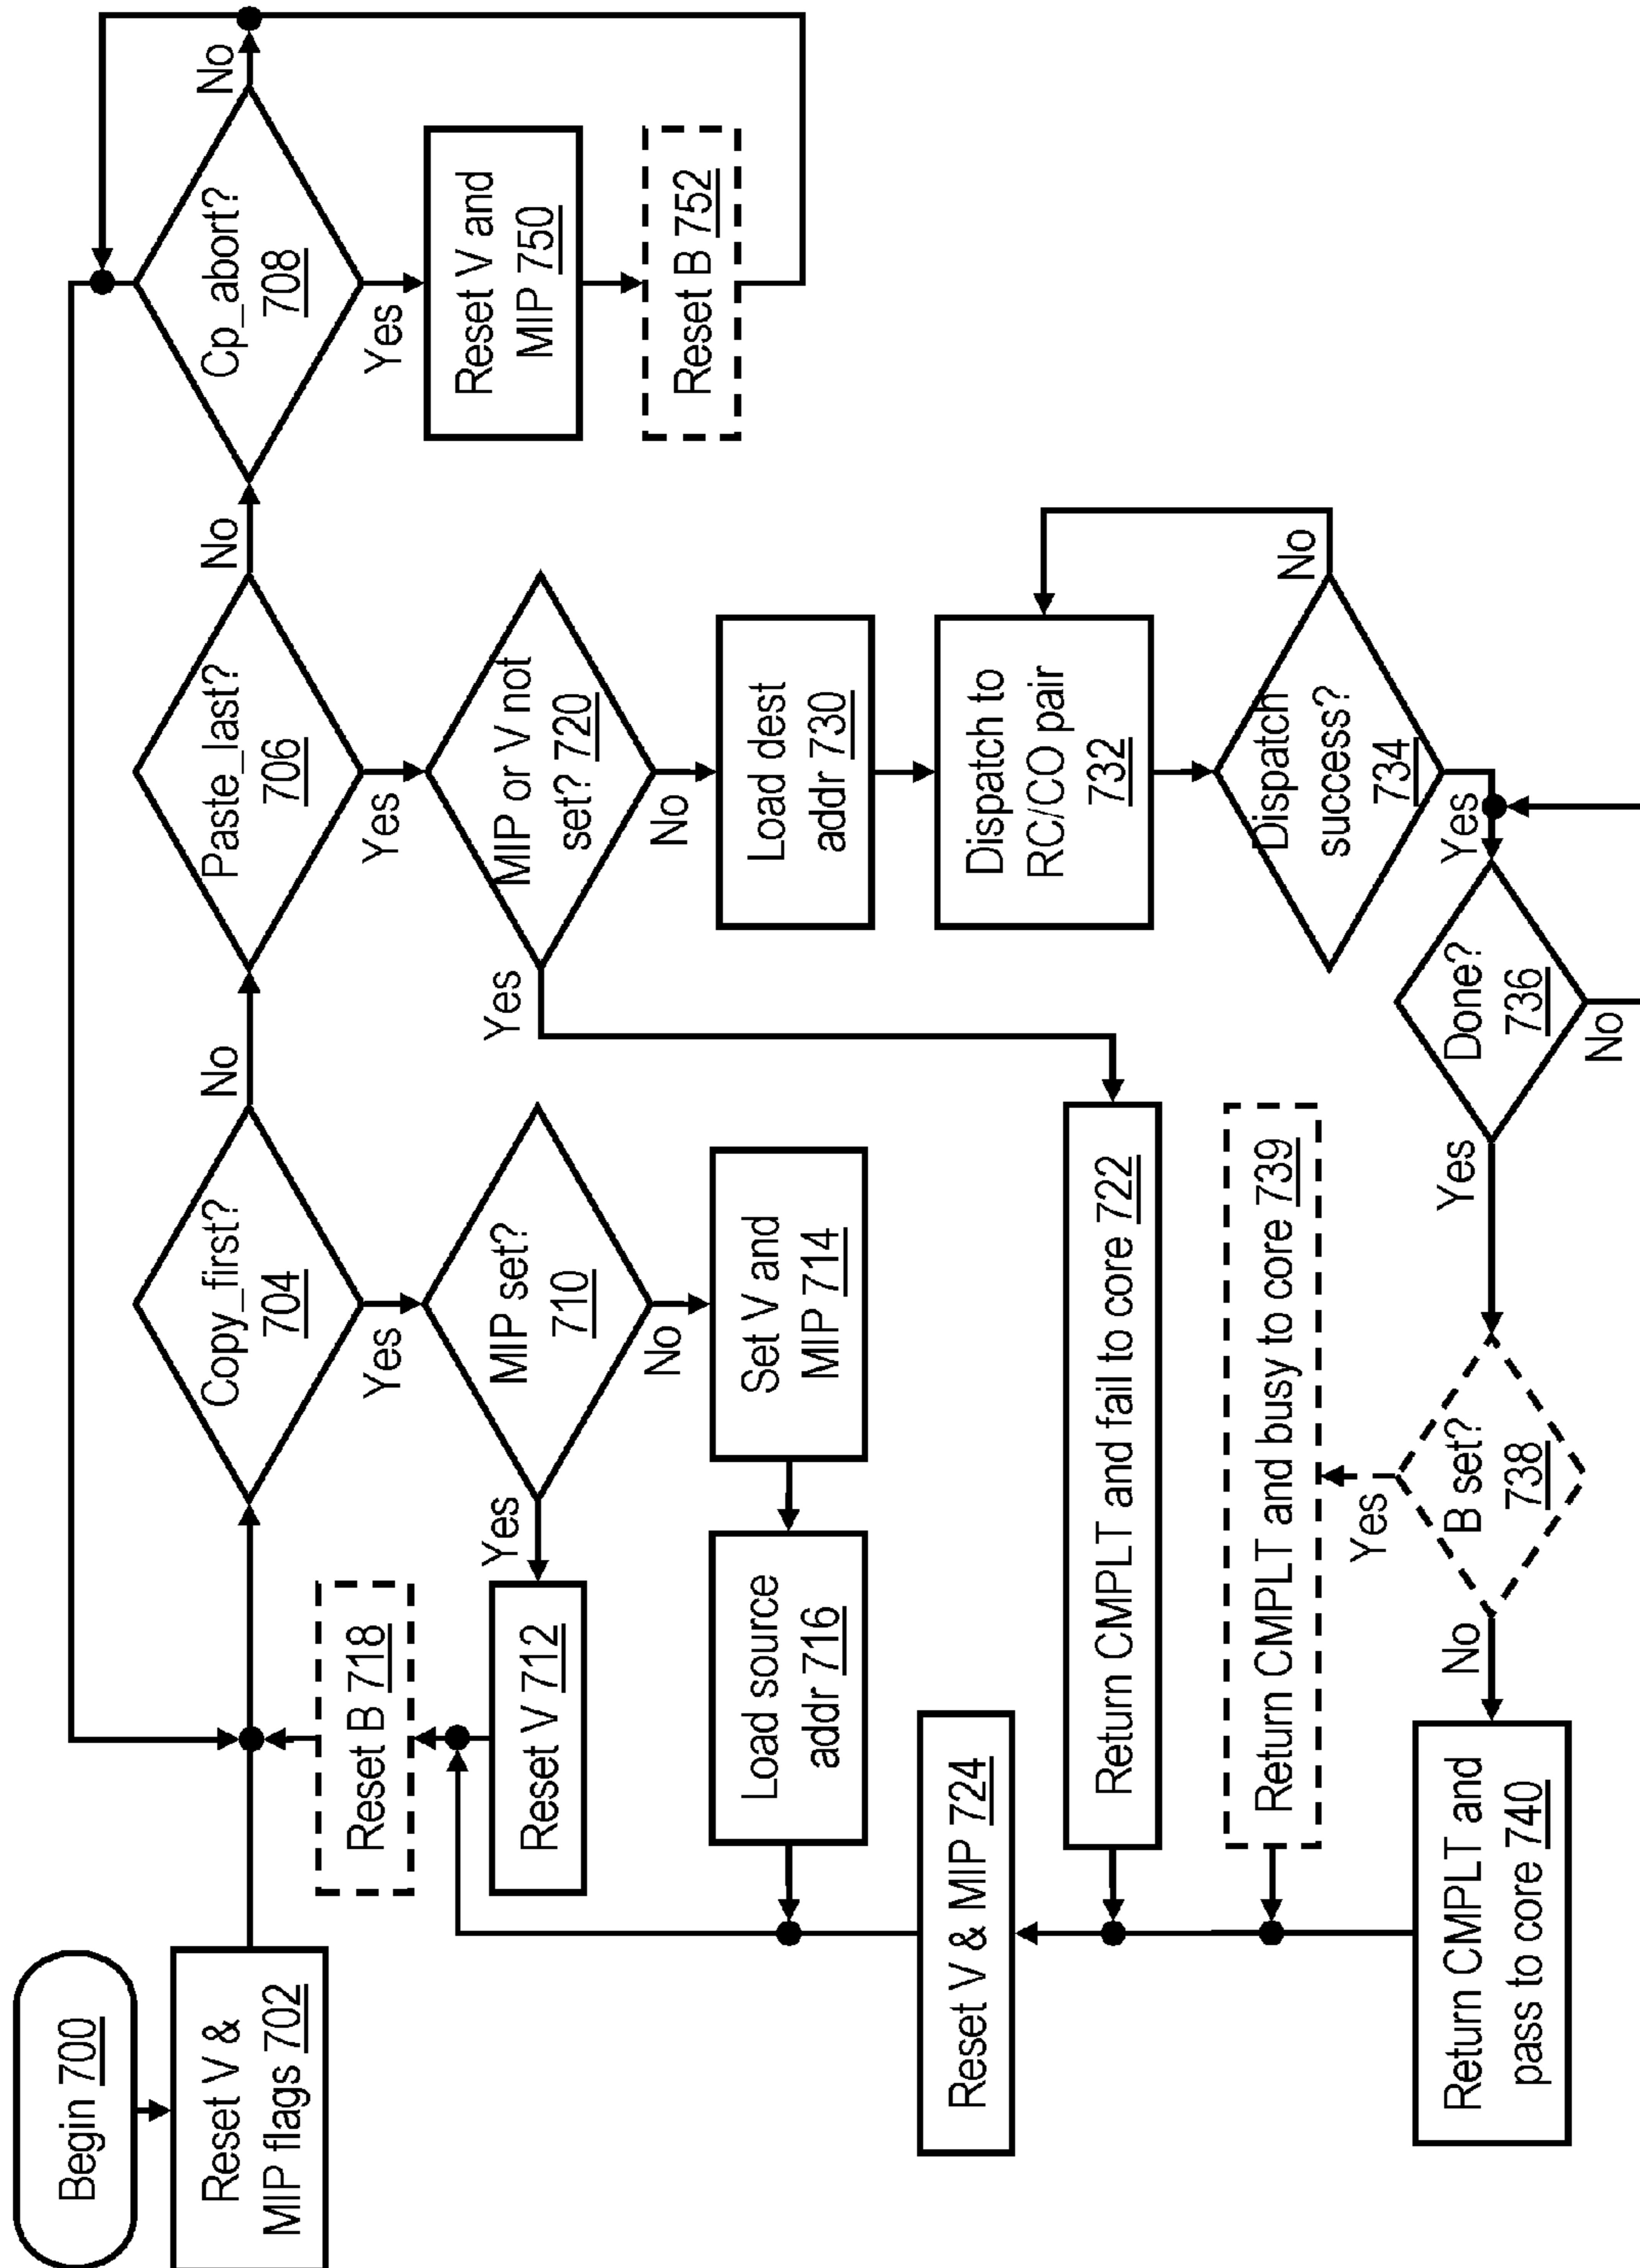 Begin 700
Reset V &
MIP flags 702
Copy_first?
704
No
Yes
Paste_last?
706
No
Yes
Cp_abort?
708
No
Yes
Reset V and
MIP 750
Reset B 752
MIP set?
710
Yes
No
Reset V 712
Reset B 718
Set V and
MIP 714
Load source
addr 716
MIP or V not
set? 720
Yes
No
Load dest
addr 730
Dispatch to
RC/CO pair
732
Dispatch
success?
734
No
Yes
Done?
736
No
Yes
B set?
738
Yes
No
Return CMPLT and fail to core 722
Reset V & MIP 724
Return CMPLT and busy to core 739
Return CMPLT and
pass to core 740